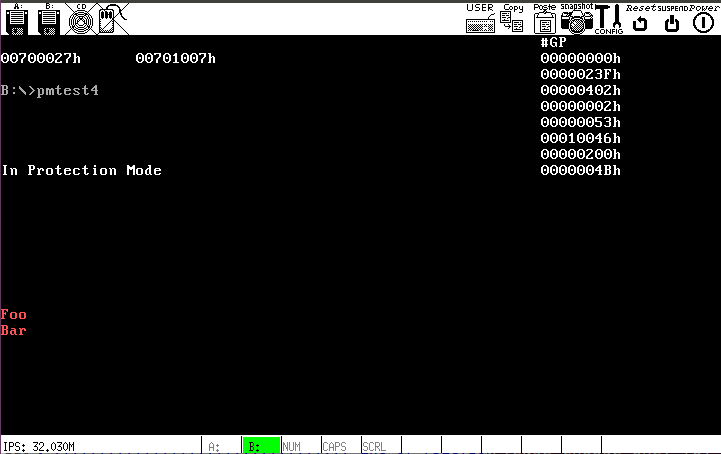 A: B: CD USER Copy Paste Snapshot CONFIG Reset SUSPEND Power
#GP
00700027h 00701007h 00000000h
0000023Fh
B:\>pmtest4 00000402h
00000002h
00000053h
00010046h
00000200h
In Protection Mode 0000004Bh
Foo
Bar
IPS: 32.030M A: B: NUM CAPS SCRL